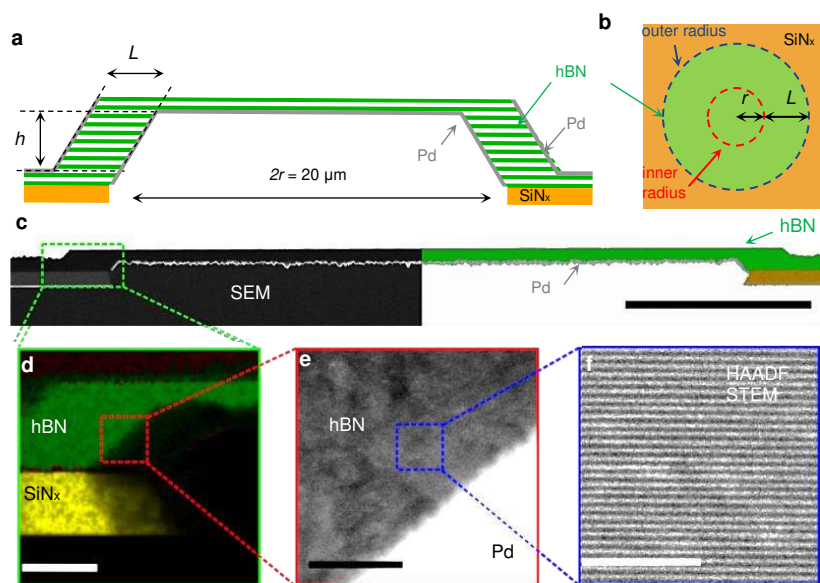 a
L
h
hBN
Pd
Pd
2r = 20 µm
SiNₓ
b
outer radius
SiNₓ
r
L
inner
radius
c
hBN
SEM
Pd
d
hBN
SiNₓ
e
hBN
Pd
f
HAADF
STEM